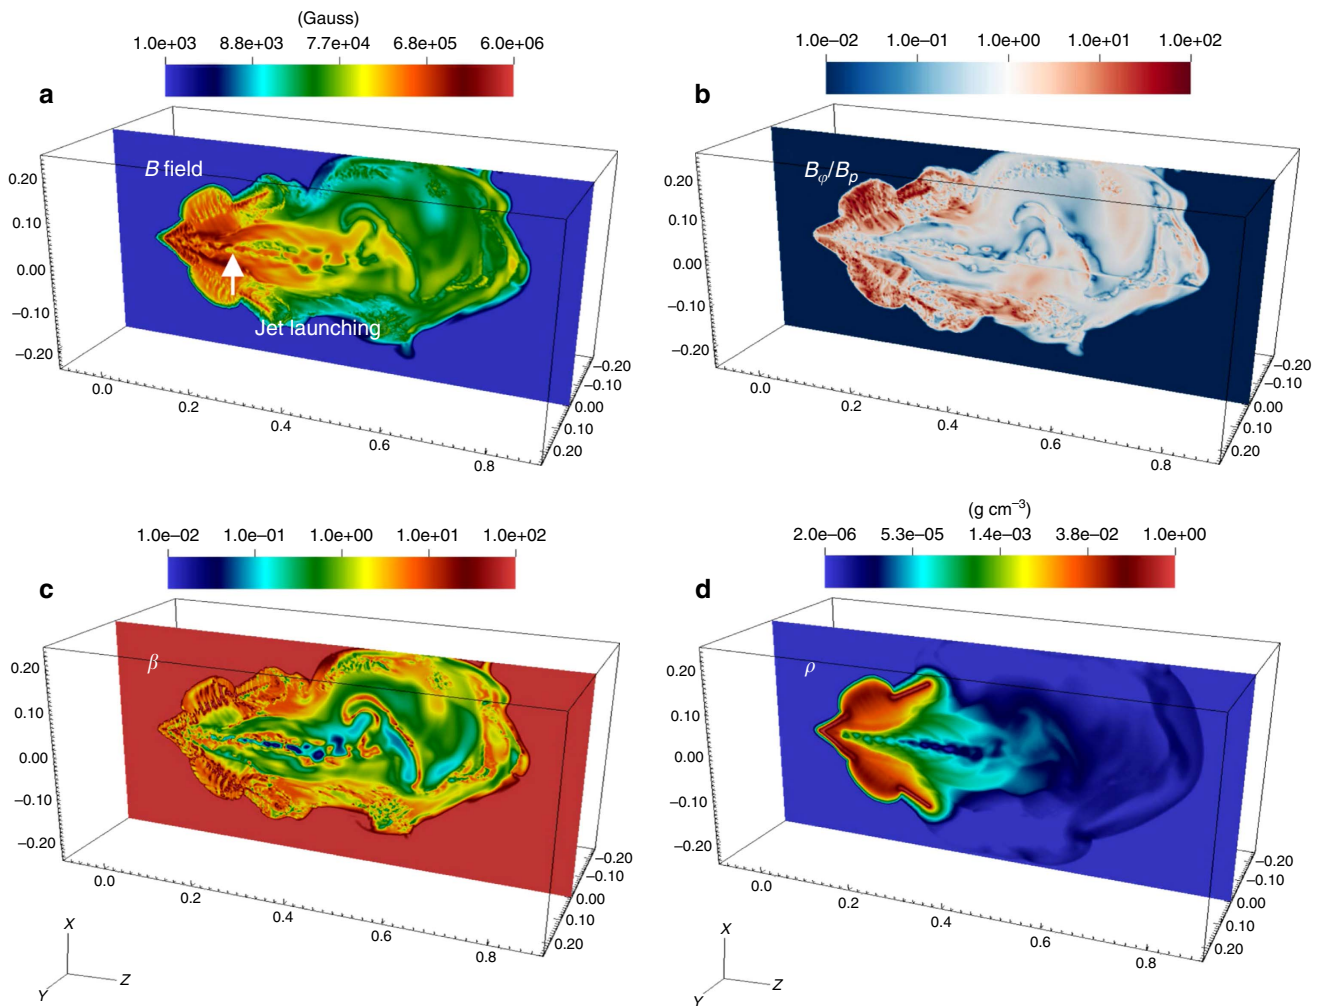 (Gauss)
1.0e+03 8.8e+03 7.7e+04 6.8e+05 6.0e+06
a
B field
Jet launching
0.20
0.10
0.00
−0.10
−0.20
0.0 0.2 0.4 0.6 0.8
−0.20
−0.10
0.00
0.10
0.20
1.0e−02 1.0e−01 1.0e+00 1.0e+01 1.0e+02
b
Bφ/Bp
0.20
0.10
0.00
−0.10
−0.20
0.0 0.2 0.4 0.6 0.8
−0.20
−0.10
0.00
0.10
0.20
1.0e−02 1.0e−01 1.0e+00 1.0e+01 1.0e+02
c
β
0.20
0.10
0.00
−0.10
−0.20
0.0 0.2 0.4 0.6 0.8
−0.20
−0.10
0.00
0.10
0.20
X
Y
Z
(g cm−3)
2.0e−06 5.3e−05 1.4e−03 3.8e−02 1.0e+00
d
ρ
0.20
0.10
0.00
−0.10
−0.20
0.0 0.2 0.4 0.6 0.8
−0.20
−0.10
0.00
0.10
0.20
X
Y
Z